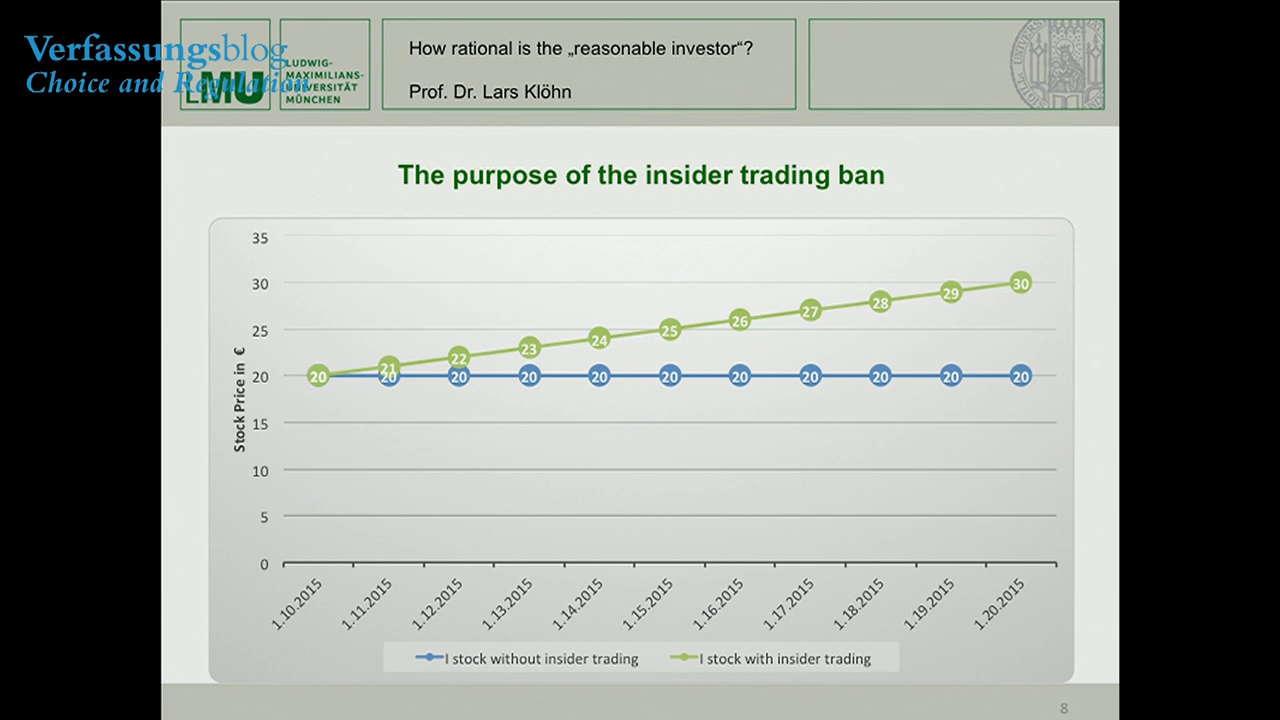 Verfassungsblog
Choice and Regulation
LMU
LUDWIG-
MAXIMILIANS-
UNIVERSITÄT
MÜNCHEN
How rational is the „reasonable investor“?
Prof. Dr. Lars Klöhn
The purpose of the insider trading ban
Stock Price in €
35
30
25
20
15
10
5
0
20 21 22 23 24 25 26 27 28 29 30
20 20 20 20 20 20 20 20 20 20
1.10.2015 1.11.2015 1.12.2015 1.13.2015 1.14.2015 1.15.2015 1.16.2015 1.17.2015 1.18.2015 1.19.2015 1.20.2015
I stock without insider trading I stock with insider trading
8